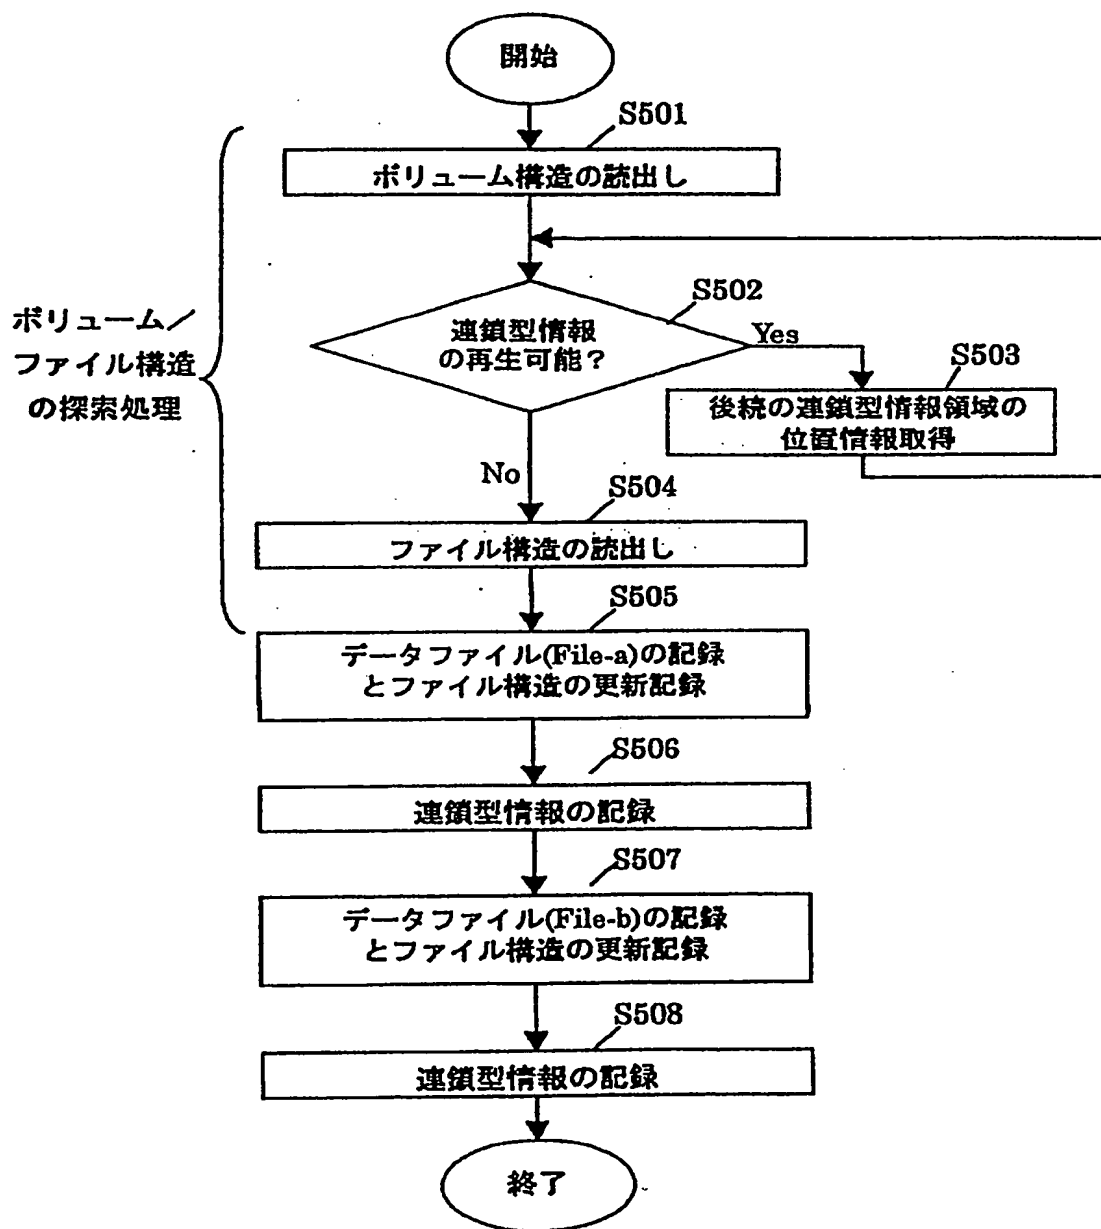 開始
S501
ボリューム構造の読出し
S502
連鎖型情報
の再生可能?
Yes
S503
後続の連鎖型情報領域の
位置情報取得
ボリューム/
ファイル構造
の探索処理
No
S504
ファイル構造の読出し
S505
データファイル(File-a)の記録
とファイル構造の更新記録
S506
連鎖型情報の記録
S507
データファイル(File-b)の記録
とファイル構造の更新記録
S508
連鎖型情報の記録
終了